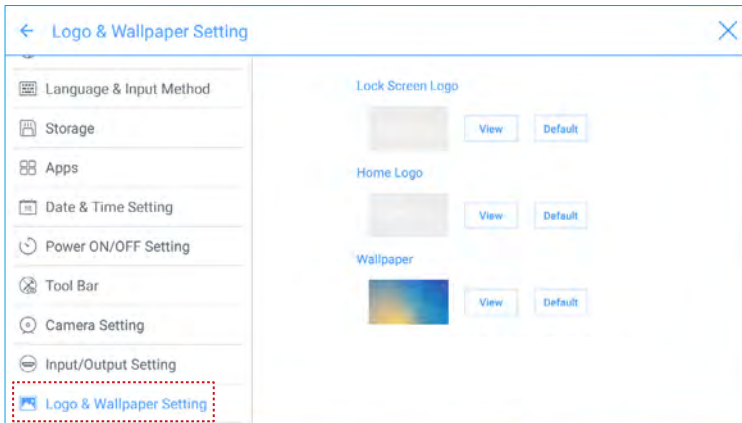 Logo & Wallpaper Setting
Language & Input Method
Storage
Apps
Date & Time Setting
Power ON/OFF Setting
Tool Bar
Camera Setting
Input/Output Setting
Logo & Wallpaper Setting
Lock Screen Logo
View Default
Home Logo
View Default
Wallpaper
View Default